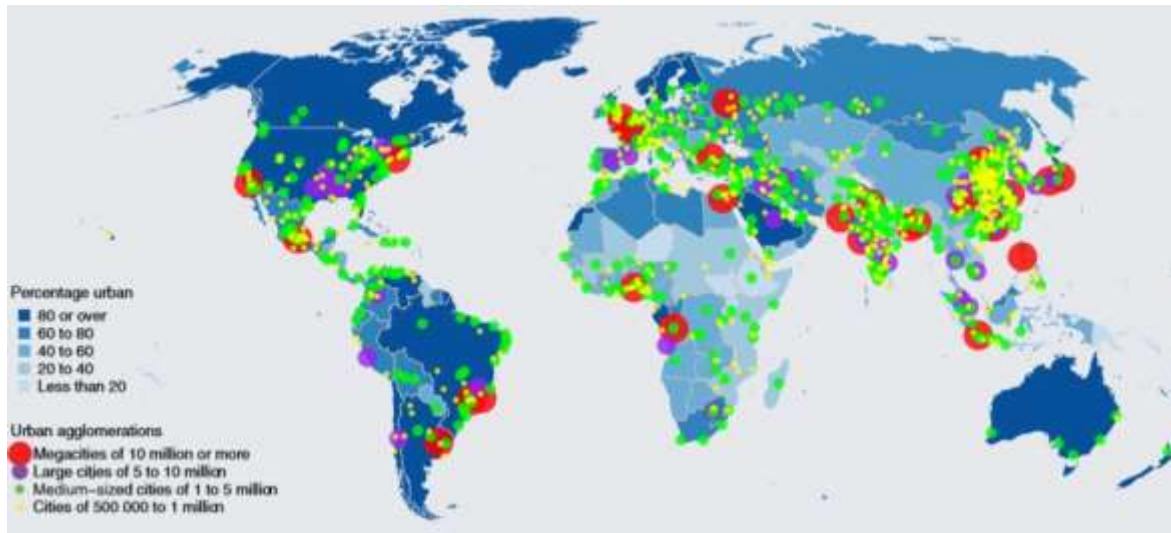 Percentage urban
80 or over
60 to 80
40 to 60
20 to 40
Less than 20
Urban agglomerations
Megacities of 10 million or more
Large cities of 5 to 10 million
Medium-sized cities of 1 to 5 million
Cities of 500 000 to 1 million